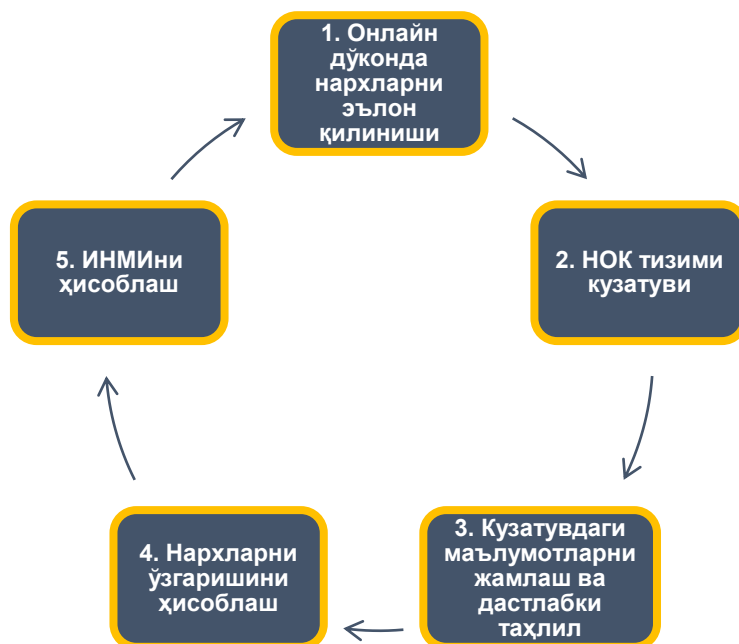 1. Онлайн
дўконда
нархларни
эълон
қилиниши
2. НОК тизими
кузатуви
3. Кузатувдаги
маълумотларни
жамлаш ва
дастлабки
таҳлил
4. Нархларни
ўзгаришини
ҳисоблаш
5. ИНМИни
ҳисоблаш